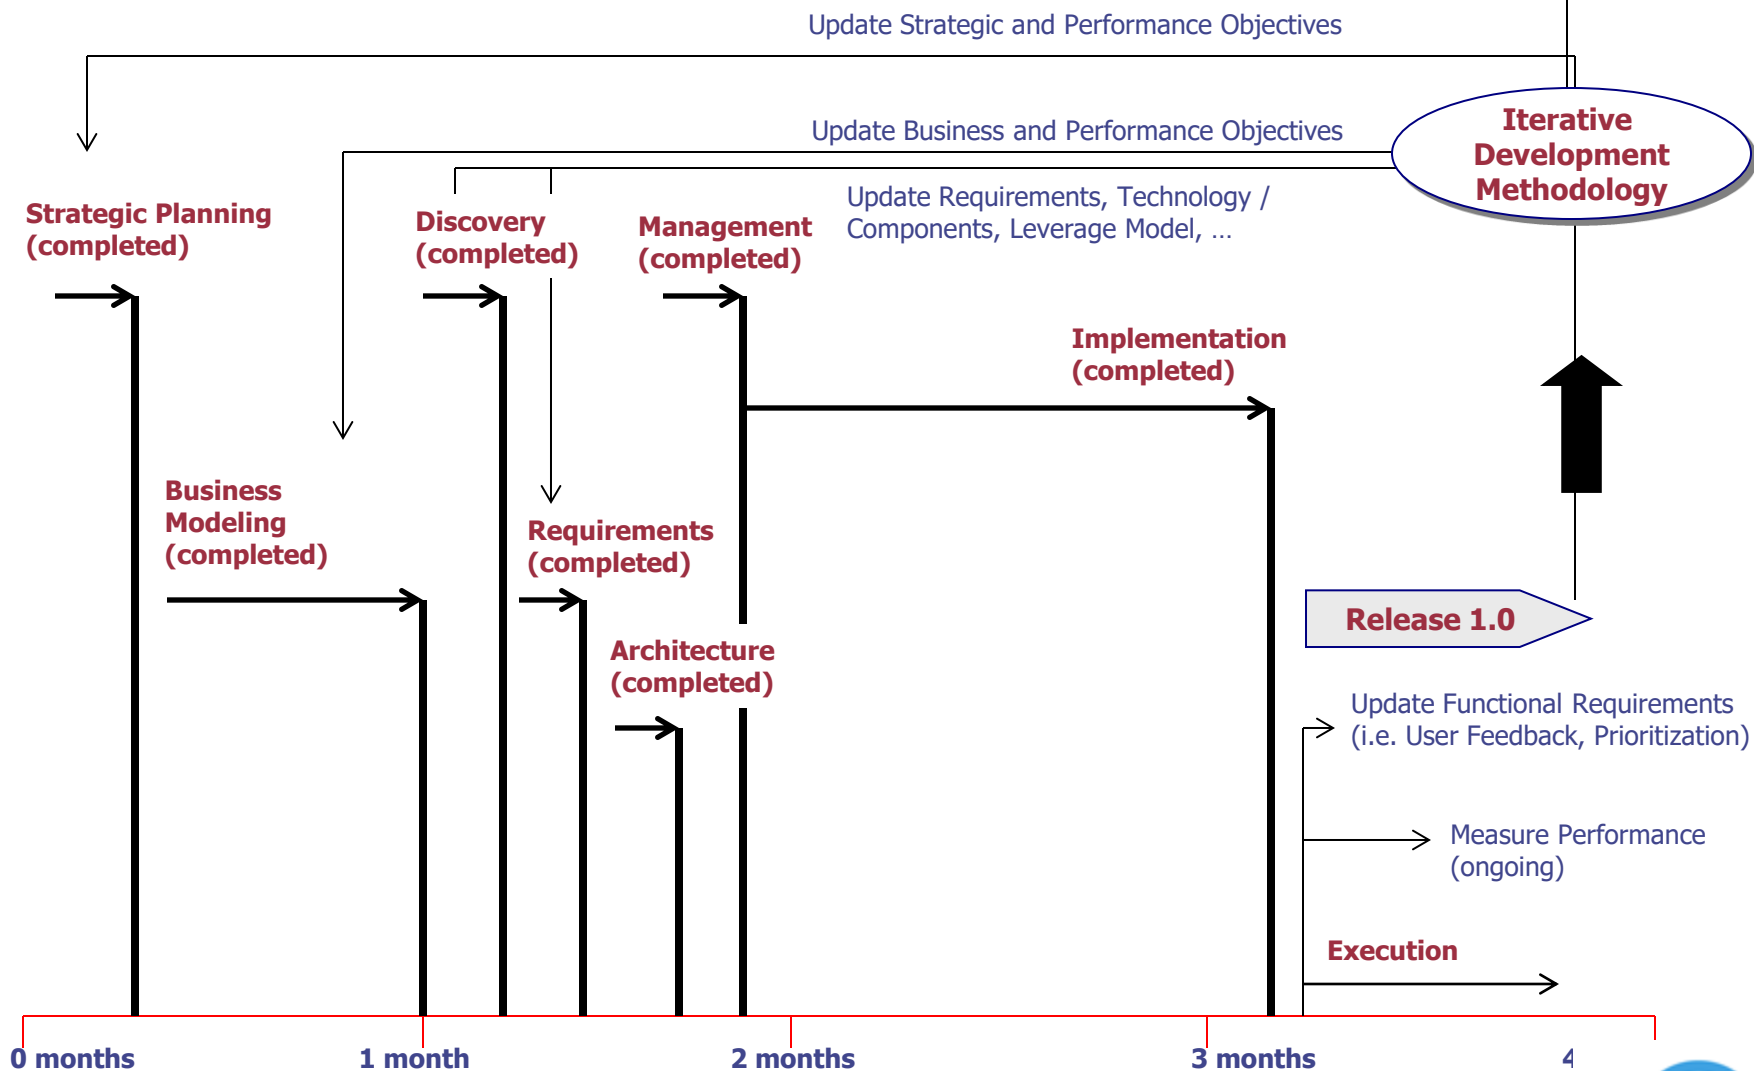 Update Strategic and Performance Objectives
Iterative
Development
Methodology
Update Business and Performance Objectives
Update Requirements, Technology /
Components, Leverage Model, ...
Strategic Planning
(completed)
Discovery
(completed)
Management
(completed)
Implementation
(completed)
Business
Modeling
(completed)
Requirements
(completed)
Release 1.0
Architecture
(completed)
Update Functional Requirements
(i.e. User Feedback, Prioritization)
Measure Performance
(ongoing)
Execution
0 months
1 month
2 months
3 months
4